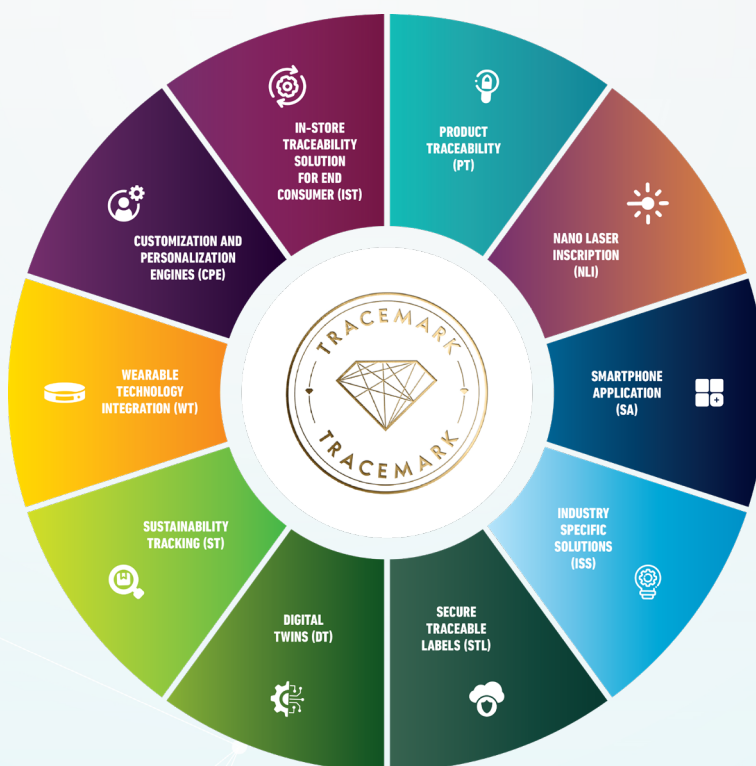 PRODUCT
TRACEABILITY
(PT)
NANO LASER
INSCRIPTION
(NLI)
SMARTPHONE
APPLICATION
(SA)
INDUSTRY
SPECIFIC
SOLUTIONS
(ISS)
SECURE
TRACEABLE
LABELS (STL)
DIGITAL
TWINS (DT)
SUSTAINABILITY
TRACKING (ST)
WEARABLE
TECHNOLOGY
INTEGRATION (WT)
CUSTOMIZATION AND
PERSONALIZATION
ENGINES (CPE)
IN-STORE
TRACEABILITY
SOLUTION
FOR END
CONSUMER (IST)
TRACEMARK
TRACEMARK